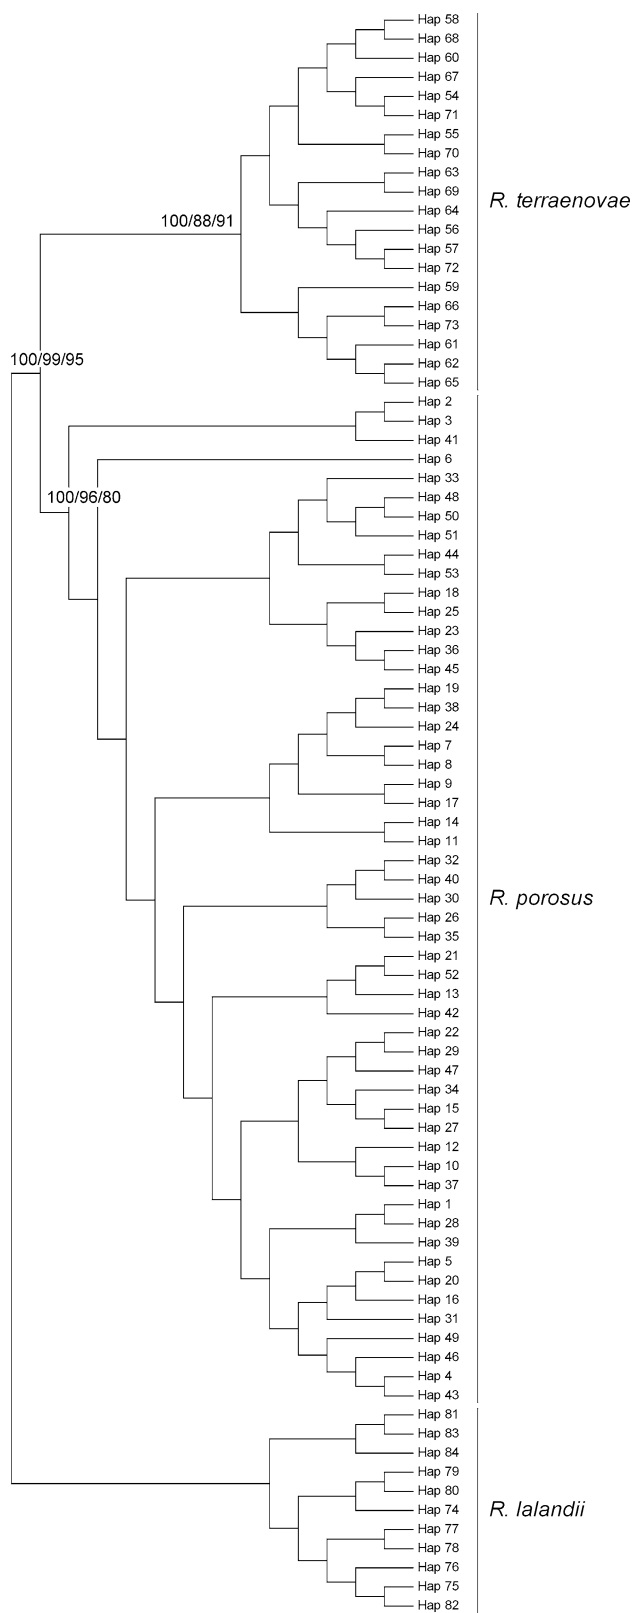 Hap 58
Hap 68
Hap 60
Hap 67
Hap 54
Hap 71
Hap 55
Hap 70
Hap 63
Hap 69
R. terraenovae
Hap 64
100/88/91
Hap 56
Hap 57
Hap 72
Hap 59
Hap 66
Hap 73
Hap 61
100/99/95
Hap 62
Hap 65
Hap 2
Hap 3
Hap 41
Hap 6
Hap 33
100/96/80
Hap 48
Hap 50
Hap 51
Hap 44
Hap 53
Hap 18
Hap 25
Hap 23
Hap 36
Hap 45
Hap 19
Hap 38
Hap 24
Hap 7
Hap 8
Hap 9
Hap 17
Hap 14
Hap 11
Hap 32
Hap 40
Hap 30
R. porosus
Hap 26
Hap 35
Hap 21
Hap 52
Hap 13
Hap 42
Hap 22
Hap 29
Hap 47
Hap 34
Hap 15
Hap 27
Hap 12
Hap 10
Hap 37
Hap 1
Hap 28
Hap 39
Hap 5
Hap 20
Hap 16
Hap 31
Hap 49
Hap 46
Hap 4
Hap 43
Hap 81
Hap 83
Hap 84
Hap 79
Hap 80
Hap 74
R. lalandii
Hap 77
Hap 78
Hap 76
Hap 75
Hap 82